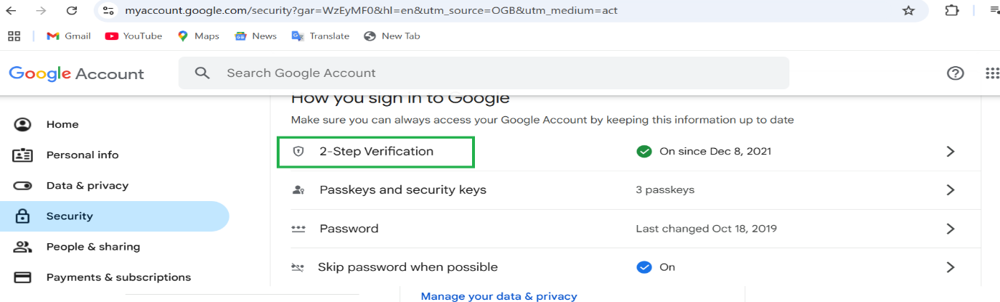 myaccount.google.com/security?gar=WzEyMF0&hl=en&utm_source=OGB&utm_medium=act
Gmail YouTube Maps News Translate New Tab
Google Account Search Google Account
How you sign in to Google
Make sure you can always access your Google Account by keeping this information up to date
Home
Personal info
Data & privacy
Security
People & sharing
Payments & subscriptions
2-Step Verification On since Dec 8, 2021
Passkeys and security keys 3 passkeys
Password Last changed Oct 18, 2019
Skip password when possible On
Manage your data & privacy